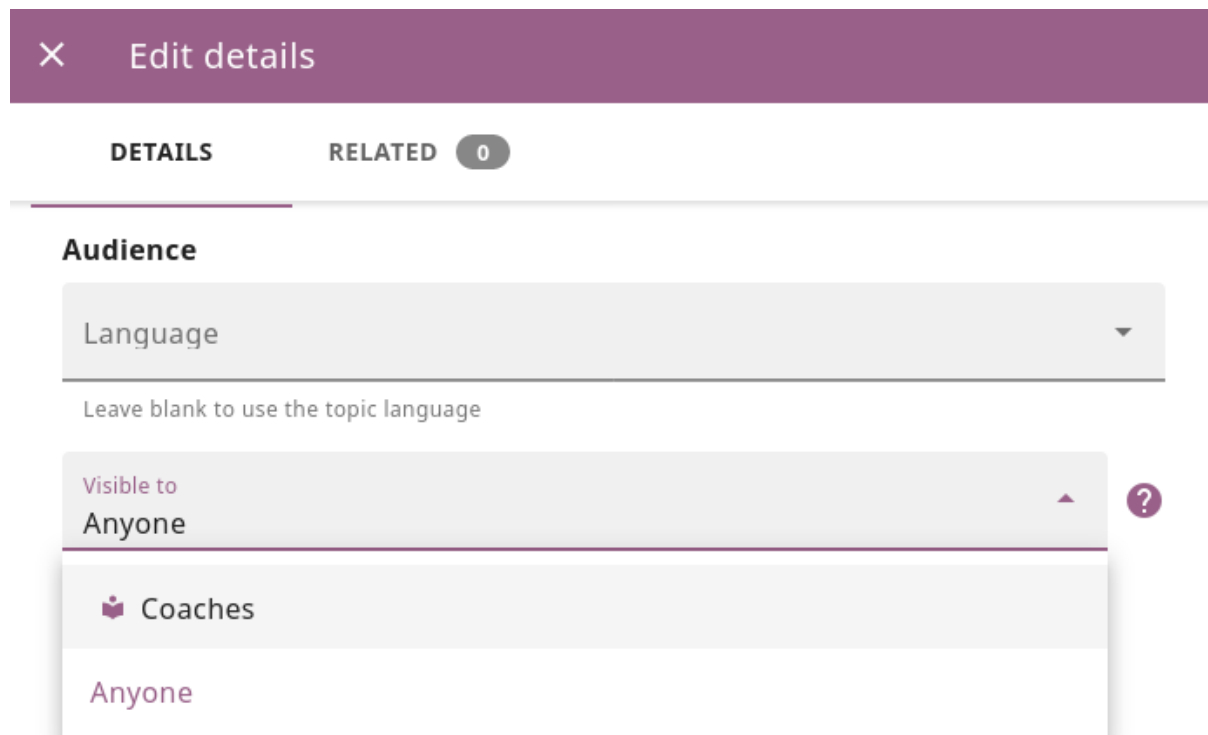 Edit details
DETAILS
RELATED 0
Audience
Language
Leave blank to use the topic language
Visible to
Anyone
?
Coaches
Anyone